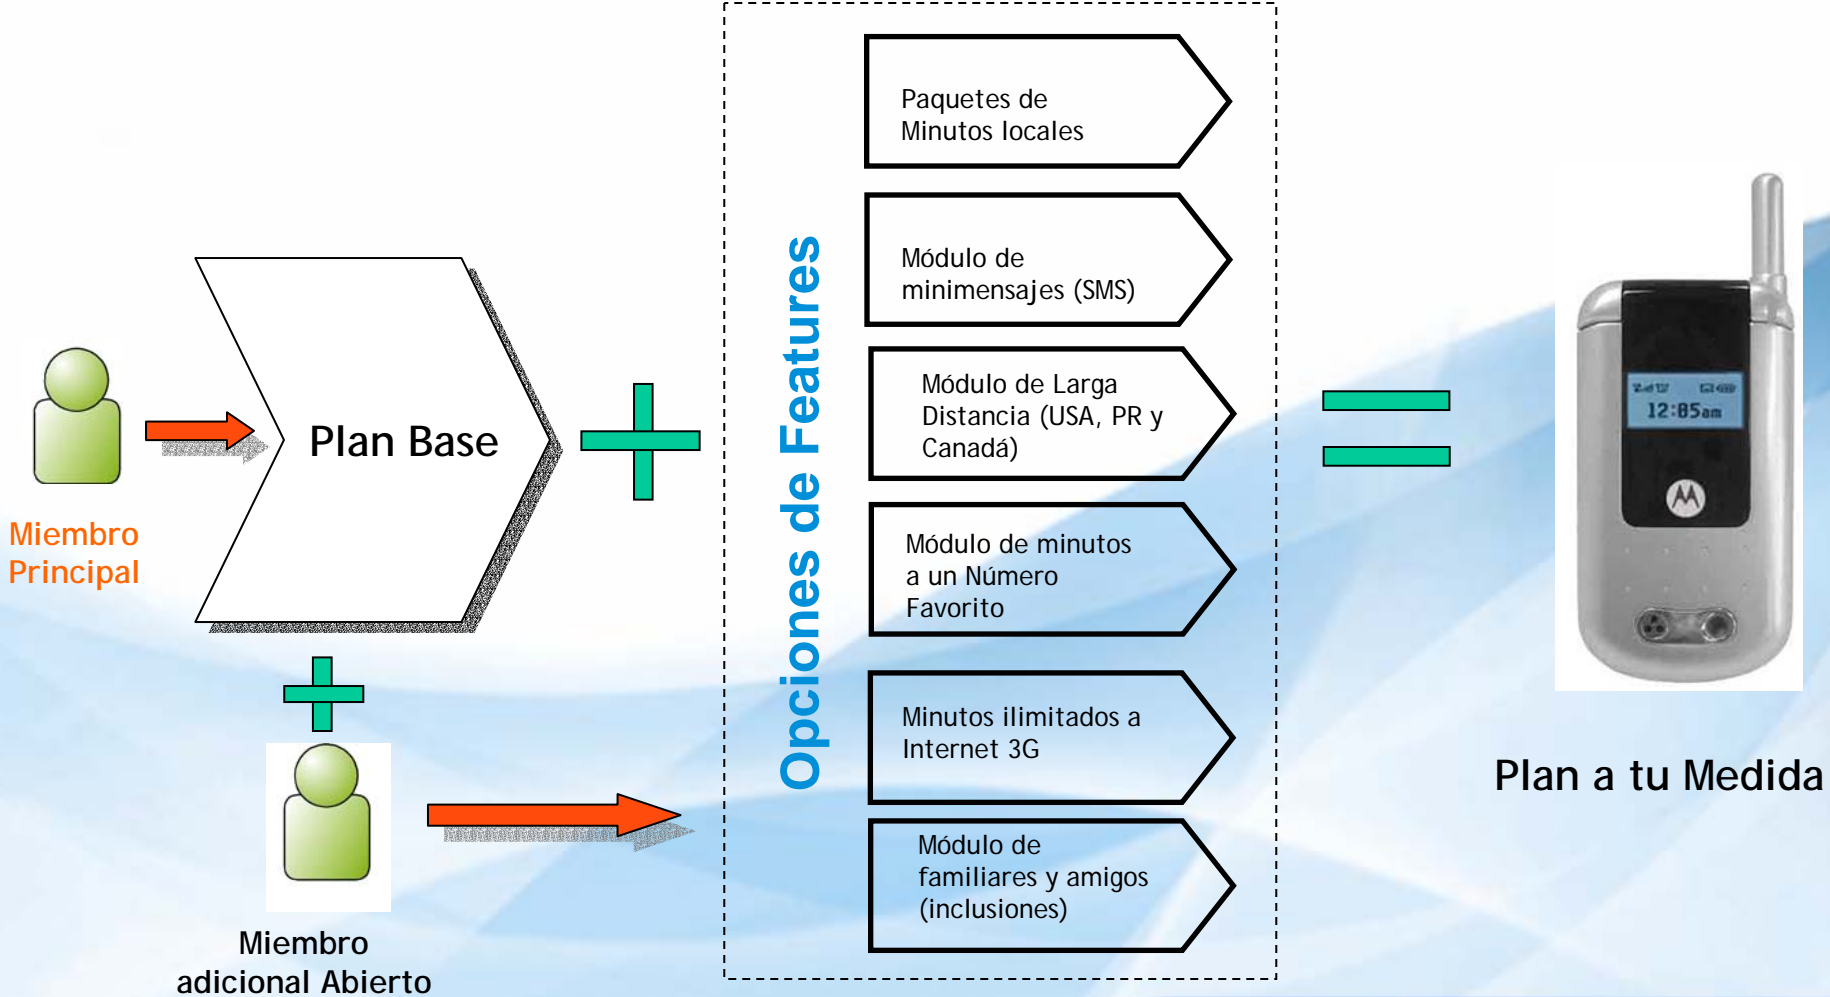 Miembro
Principal
Plan Base
Miembro
adicional Abierto
Opciones de Features
Paquetes de
Minutos locales
Módulo de
minimensajes (SMS)
Módulo de Larga
Distancia (USA, PR y
Canadá)
Módulo de minutos
a un Número
Favorito
Minutos ilimitados a
Internet 3G
Módulo de
familiares y amigos
(inclusiones)
12:05am
Plan a tu Medida